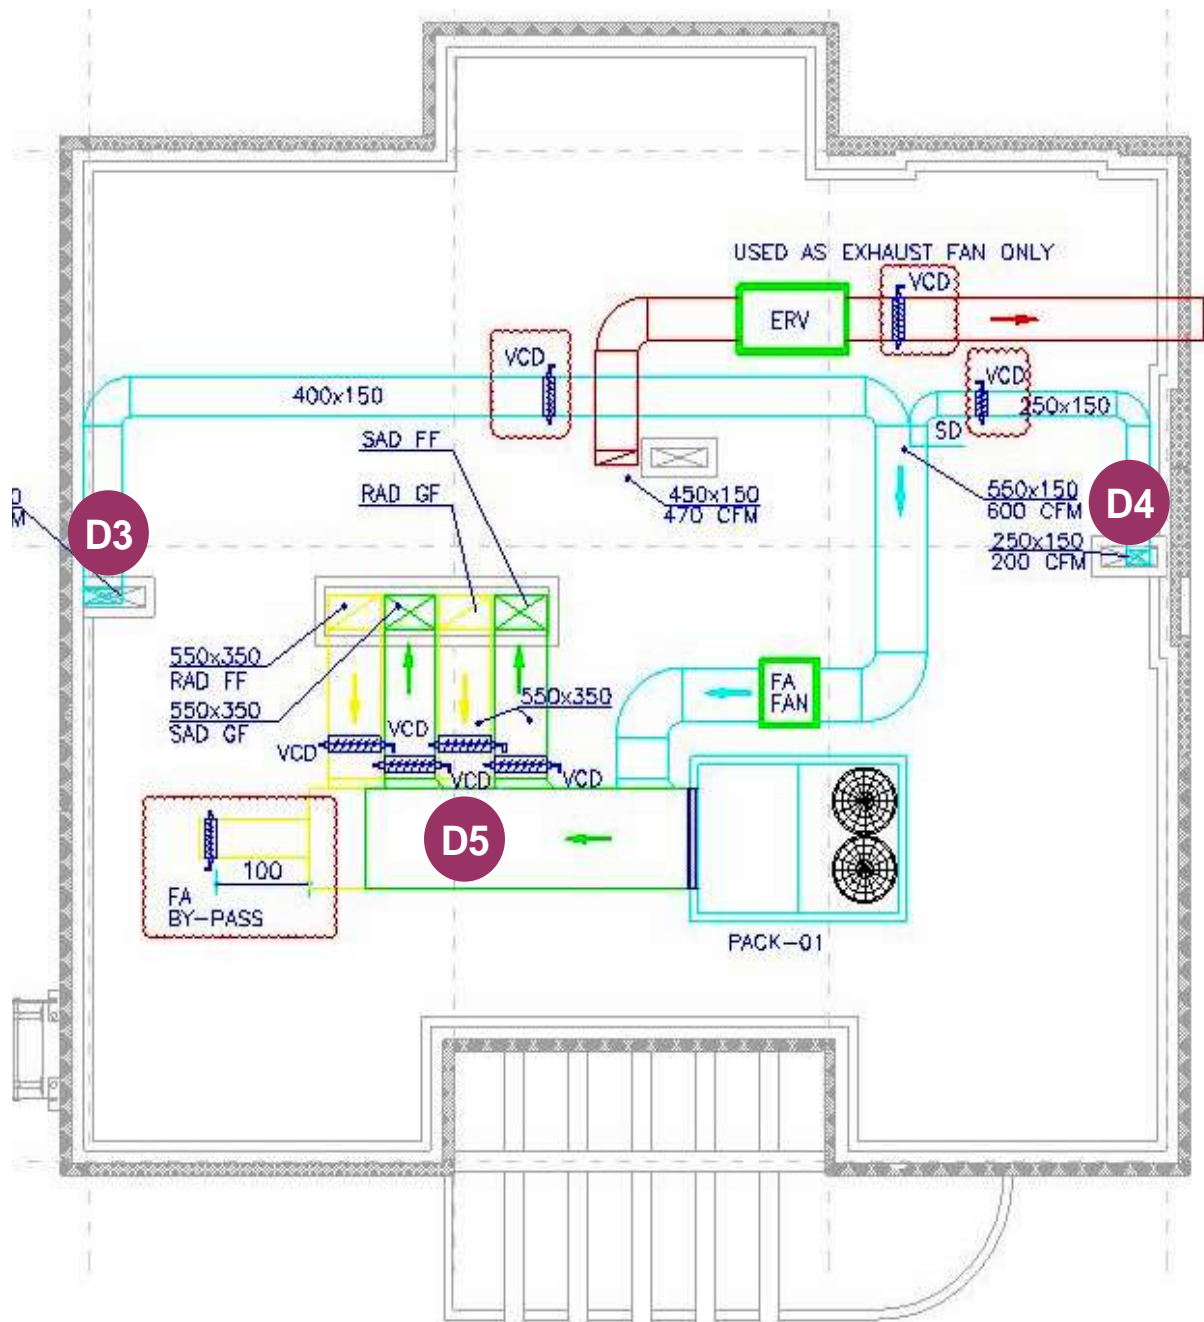 USED AS EXHAUST FAN ONLY
VCD
ERV
VCD
VCD
400x150
250x150
SAD FF
SD
RAD GF
450x150
470 CFM
550x150
600 CFM
D4
D3
250x150
200 CFM
550x350
RAD FF
550x350
SAD GF
550x350
FA
FAN
VCD
VCD
VCD
VCD
D5
100
FA
BY-PASS
PACK-01